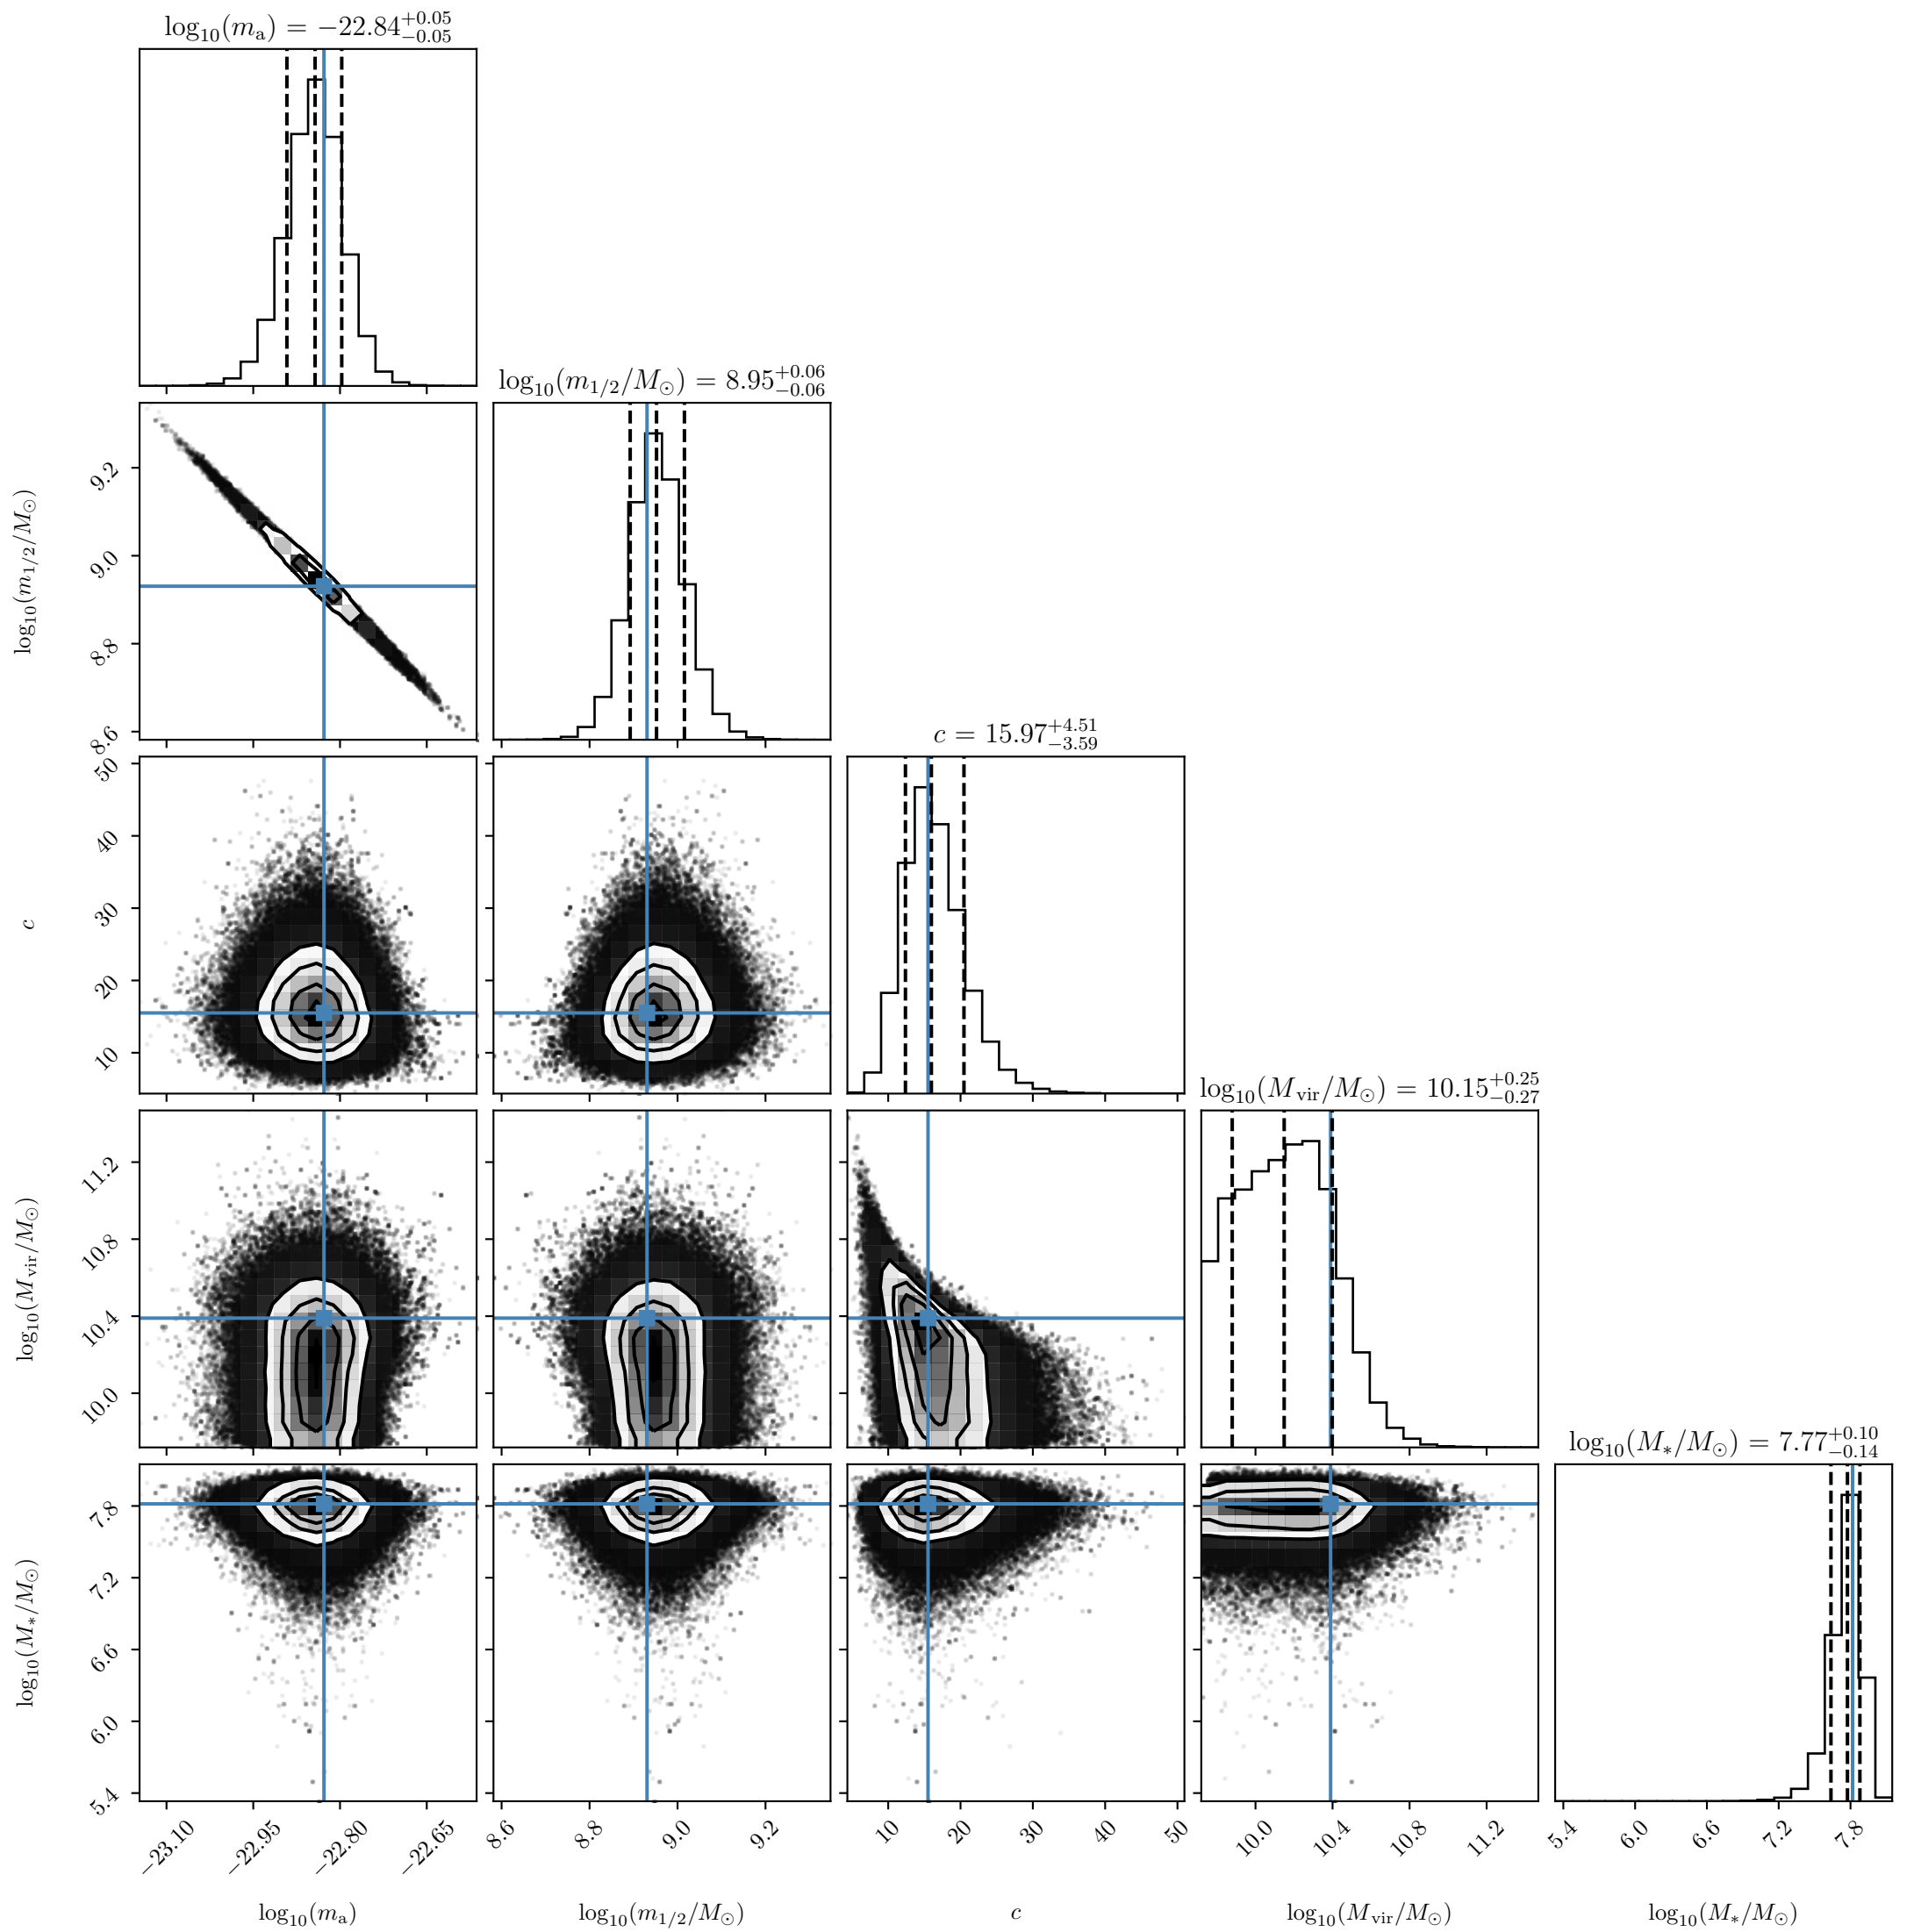 log₁₀(mₐ) = −22.84 +0.05 −0.05
log₁₀(m₁/₂/M⊙) = 8.95 +0.06 −0.06
9.2
9.0
8.8
8.6
log₁₀(m₁/₂/M⊙)
c = 15.97 +4.51 −3.59
50
40
30
20
10
c
log₁₀(M_vir/M⊙) = 10.15 +0.25 −0.27
11.2
10.8
10.4
10.0
log₁₀(M_vir/M⊙)
log₁₀(M∗/M⊙) = 7.77 +0.10 −0.14
7.8
7.2
6.6
6.0
5.4
log₁₀(M∗/M⊙)
−23.10 −22.95 −22.80 −22.65 8.6 8.8 9.0 9.2 10 20 30 40 50 10.0 10.4 10.8 11.2 5.4 6.0 6.6 7.2 7.8
log₁₀(mₐ) log₁₀(m₁/₂/M⊙) c log₁₀(M_vir/M⊙) log₁₀(M∗/M⊙)